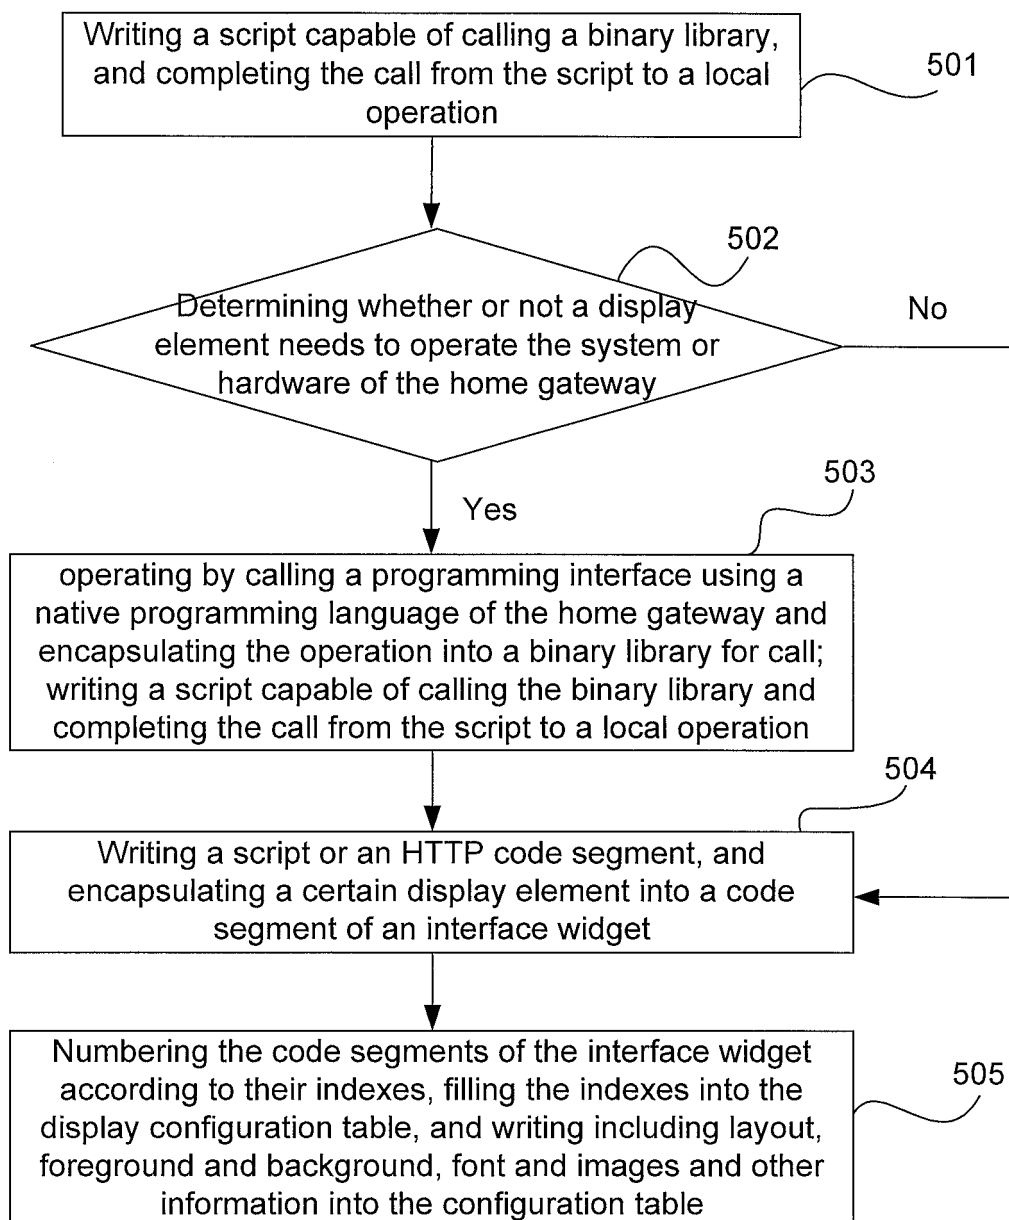 Writing a script capable of calling a binary library,
and completing the call from the script to a local
operation
501
502
Determining whether or not a display
element needs to operate the system or
hardware of the home gateway
No
Yes
503
operating by calling a programming interface using a
native programming language of the home gateway and
encapsulating the operation into a binary library for call;
writing a script capable of calling the binary library and
completing the call from the script to a local operation
504
Writing a script or an HTTP code segment, and
encapsulating a certain display element into a code
segment of an interface widget
Numbering the code segments of the interface widget
according to their indexes, filling the indexes into the
display configuration table, and writing including layout,
foreground and background, font and images and other
information into the configuration table
505